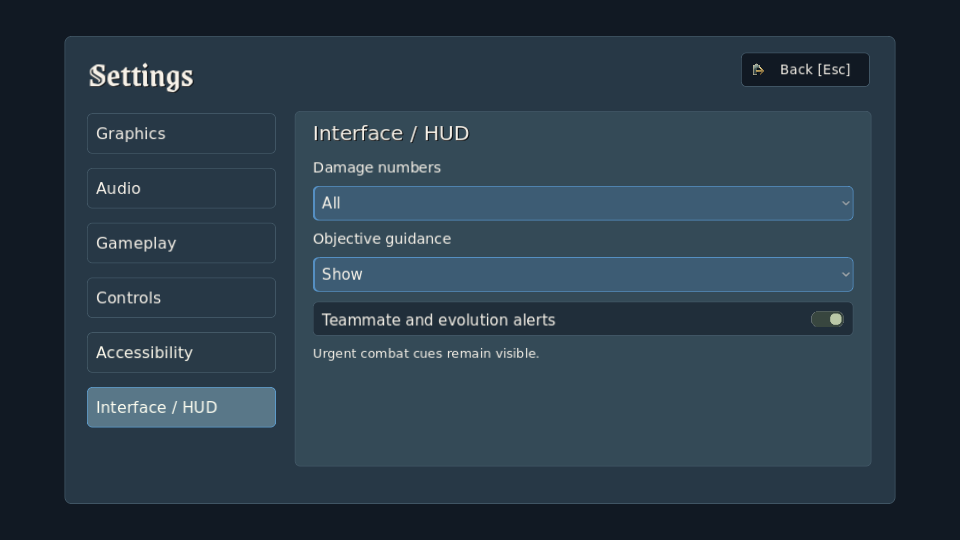 Settings
Back [Esc]
Graphics
Audio
Gameplay
Controls
Accessibility
Interface / HUD
Interface / HUD
Damage numbers
All
Objective guidance
Show
Teammate and evolution alerts
Urgent combat cues remain visible.